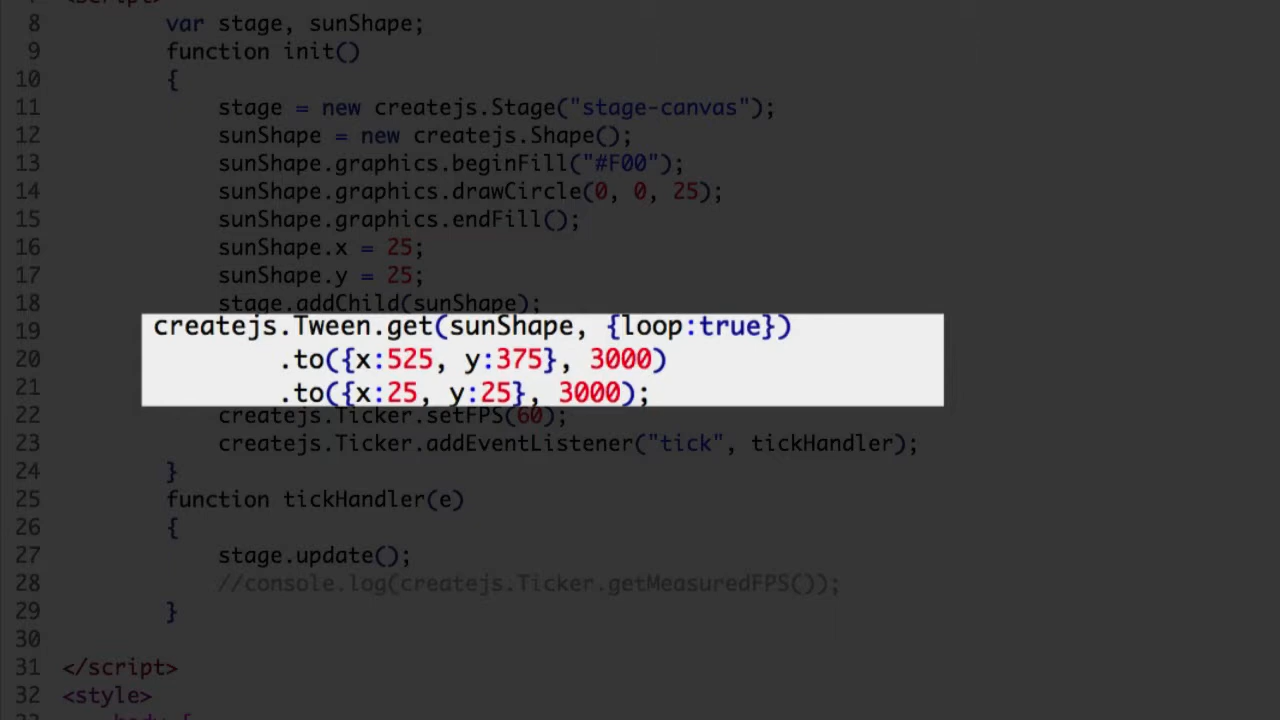 <script>
8 var stage, sunShape;
9 function init()
10 {
11 stage = new createjs.Stage("stage-canvas");
12 sunShape = new createjs.Shape();
13 sunShape.graphics.beginFill("#F00");
14 sunShape.graphics.drawCircle(0, 0, 25);
15 sunShape.graphics.endFill();
16 sunShape.x = 25;
17 sunShape.y = 25;
18 stage.addChild(sunShape);
19 createjs.Tween.get(sunShape, {loop:true})
20 .to({x:525, y:375}, 3000)
21 .to({x:25, y:25}, 3000);
22 createjs.Ticker.setFPS(60);
23 createjs.Ticker.addEventListener("tick", tickHandler);
24 }
25 function tickHandler(e)
26 {
27 stage.update();
28 //console.log(createjs.Ticker.getMeasuredFPS());
29 }
30
31 </script>
32 <style>
body {